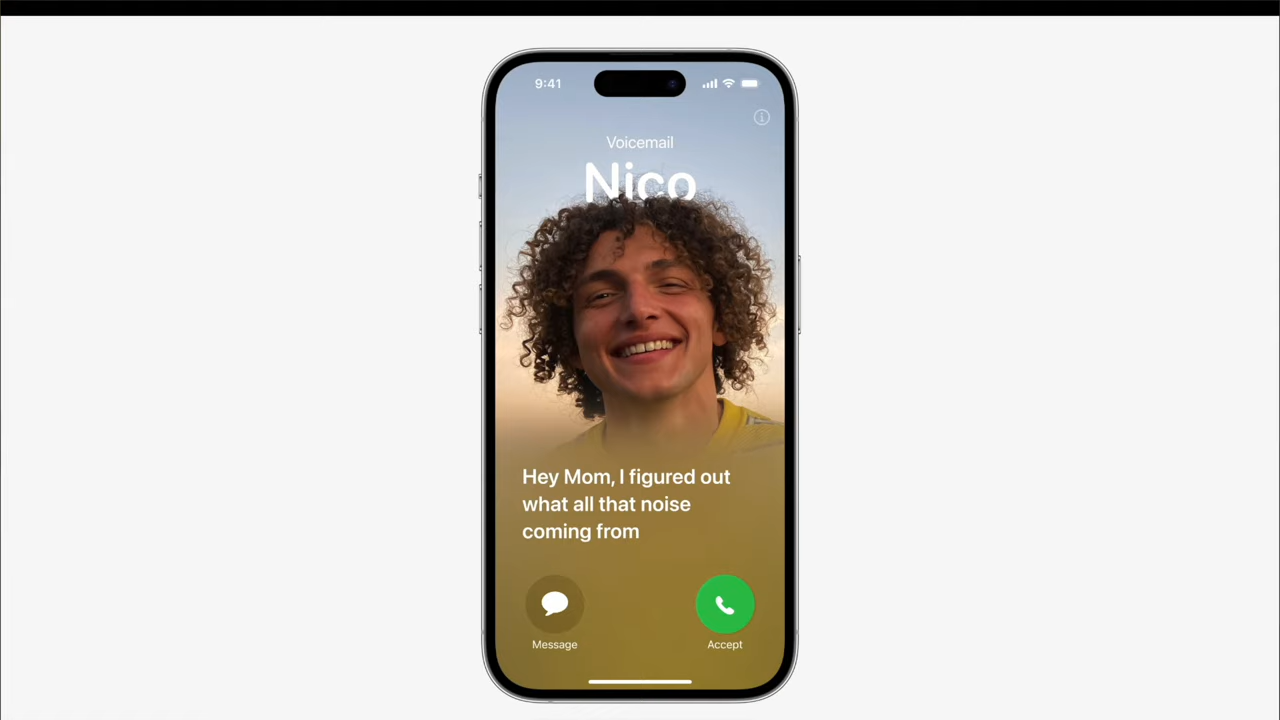 9:41
Voicemail
Nico
Hey Mom, I figured out
what all that noise
coming from
Message
Accept